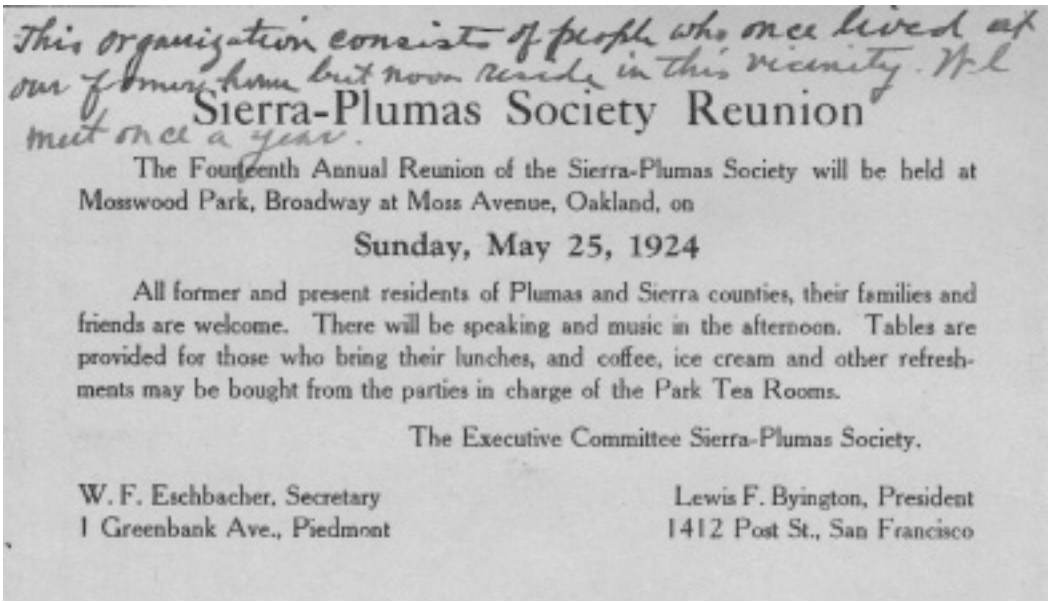 This organization consists of people who once lived at
our former home but now reside in this vicinity. We
meet once a year.
Sierra-Plumas Society Reunion
The Fourteenth Annual Reunion of the Sierra-Plumas Society will be held at
Mosswood Park, Broadway at Moss Avenue, Oakland, on
Sunday, May 25, 1924
All former and present residents of Plumas and Sierra counties, their families and
friends are welcome. There will be speaking and music in the afternoon. Tables are
provided for those who bring their lunches, and coffee, ice cream and other refresh-
ments may be bought from the parties in charge of the Park Tea Rooms.
The Executive Committee Sierra-Plumas Society.
W. F. Eschbacher, Secretary
1 Greenbank Ave., Piedmont
Lewis F. Byington, President
1412 Post St., San Francisco